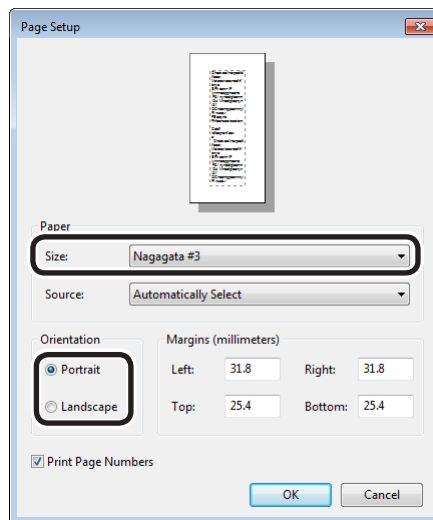 Page Setup
Paper
Size: Nagagata #3
Source: Automatically Select
Orientation Margins (millimeters)
Portrait Left: 31.8 Right: 31.8
Landscape Top: 25.4 Bottom: 25.4
Print Page Numbers
OK Cancel